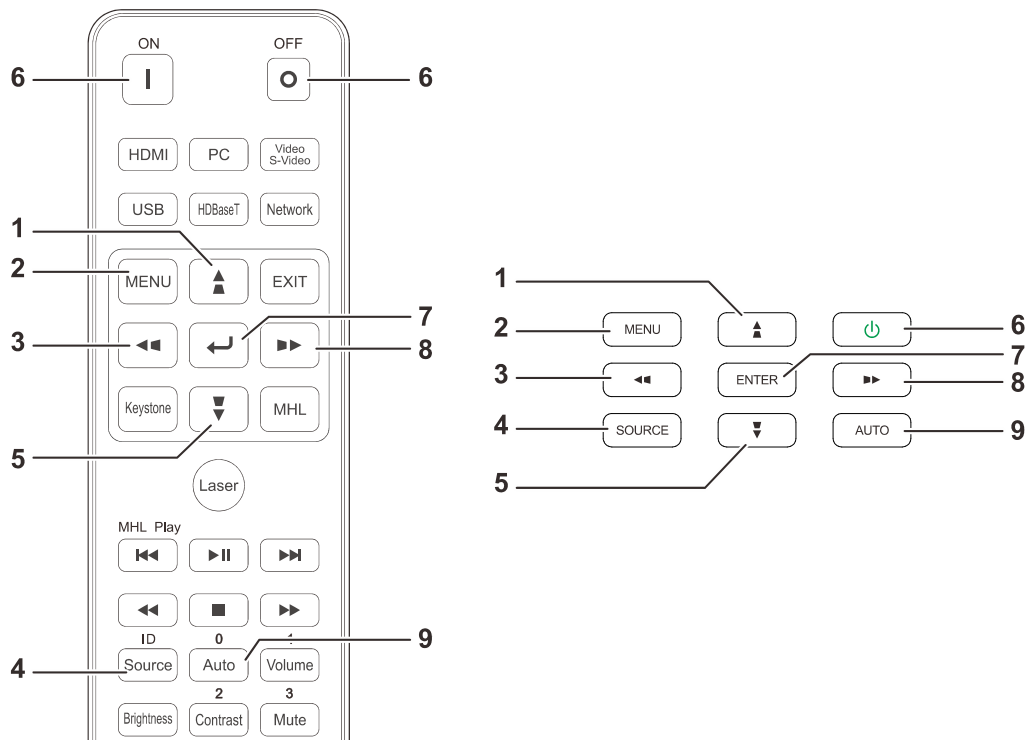 ON OFF
6 6
HDMI PC Video
S-Video
USB HDBaseT Network
1
2 MENU EXIT
3 7
8
Keystone MHL
5
Laser
MHL Play
ID 0
4 Source Auto Volume 9
2 3
Brightness Contrast Mute
1
2 MENU 6
3 ENTER 7
8
4 SOURCE AUTO 9
5